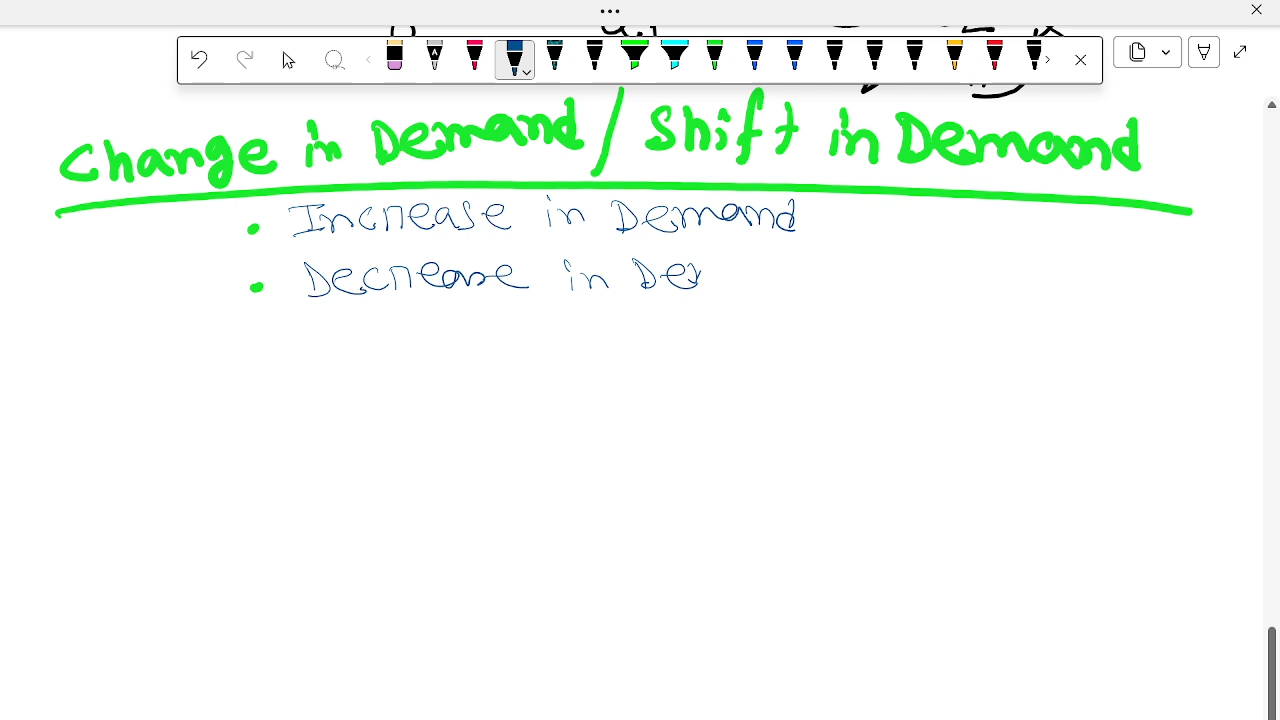 Change in Demand / Shift in Demand
• Increase in Demand
• Decrease in De